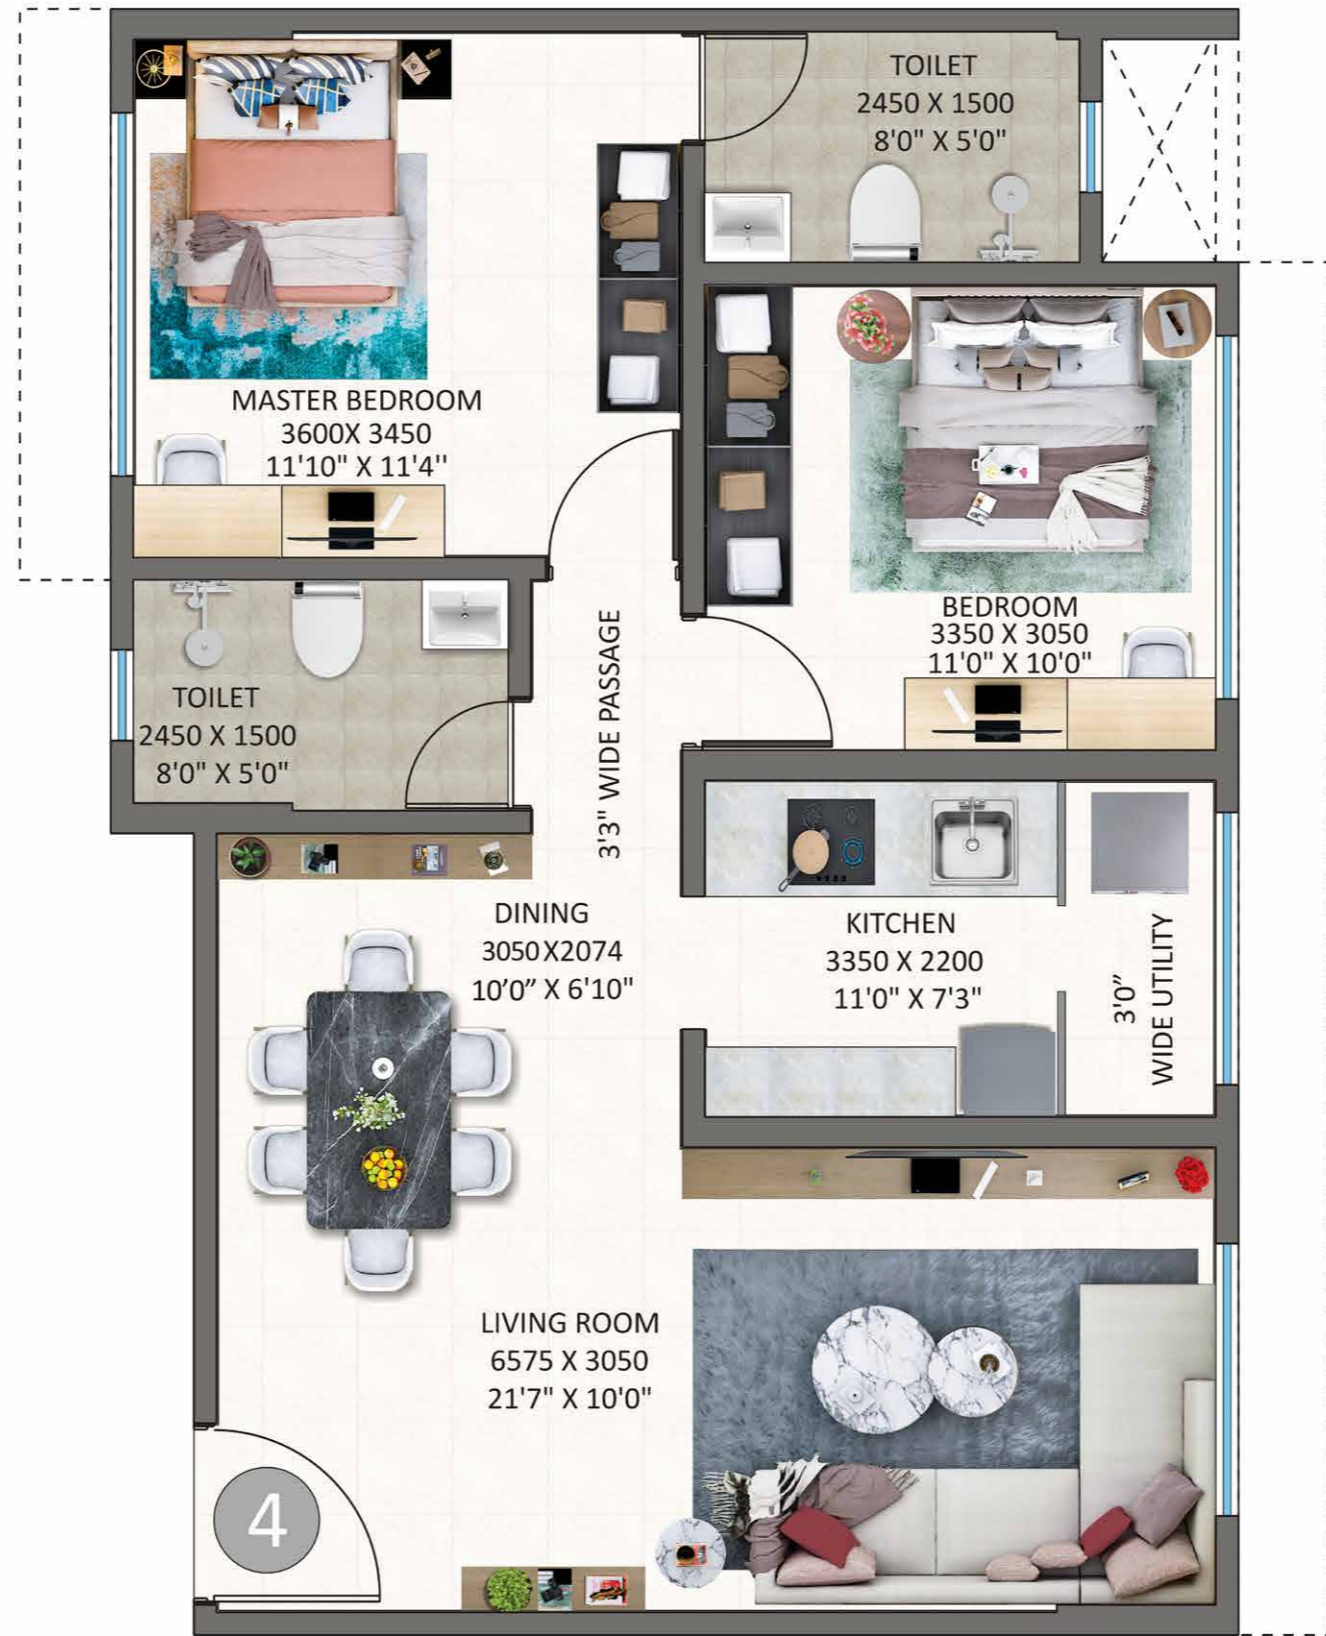 TOILET
2450 X 1500
8'0" X 5'0"
MASTER BEDROOM
3600X 3450
11'10" X 11'4''
BEDROOM
3350 X 3050
11'0" X 10'0"
TOILET
2450 X 1500
8'0" X 5'0"
3'3" WIDE PASSAGE
DINING
3050X2074
10'0” X 6'10"
KITCHEN
3350 X 2200
11'0" X 7'3"
3'0”
WIDE UTILITY
LIVING ROOM
6575 X 3050
21'7" X 10'0"
4